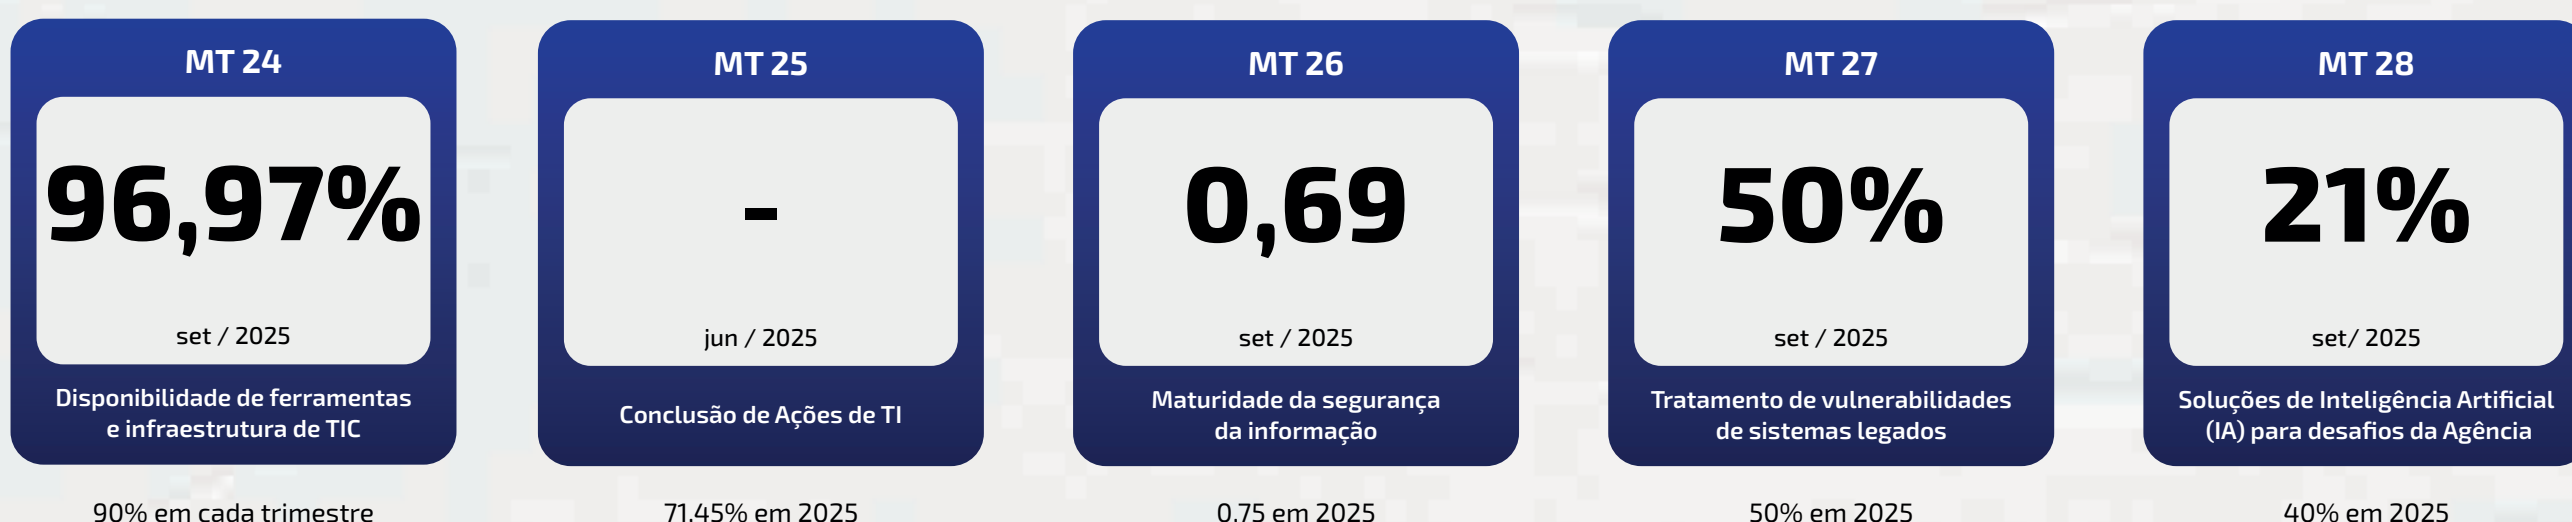 MT 24
96,97%
set / 2025
Disponibilidade de ferramentas
e infraestrutura de TIC
90% em cada trimestre
MT 25
-
jun / 2025
Conclusão de Ações de TI
71,45% em 2025
MT 26
0,69
set / 2025
Maturidade da segurança
da informação
0,75 em 2025
MT 27
50%
set / 2025
Tratamento de vulnerabilidades
de sistemas legados
50% em 2025
MT 28
21%
set/ 2025
Soluções de Inteligência Artificial
(IA) para desafios da Agência
40% em 2025